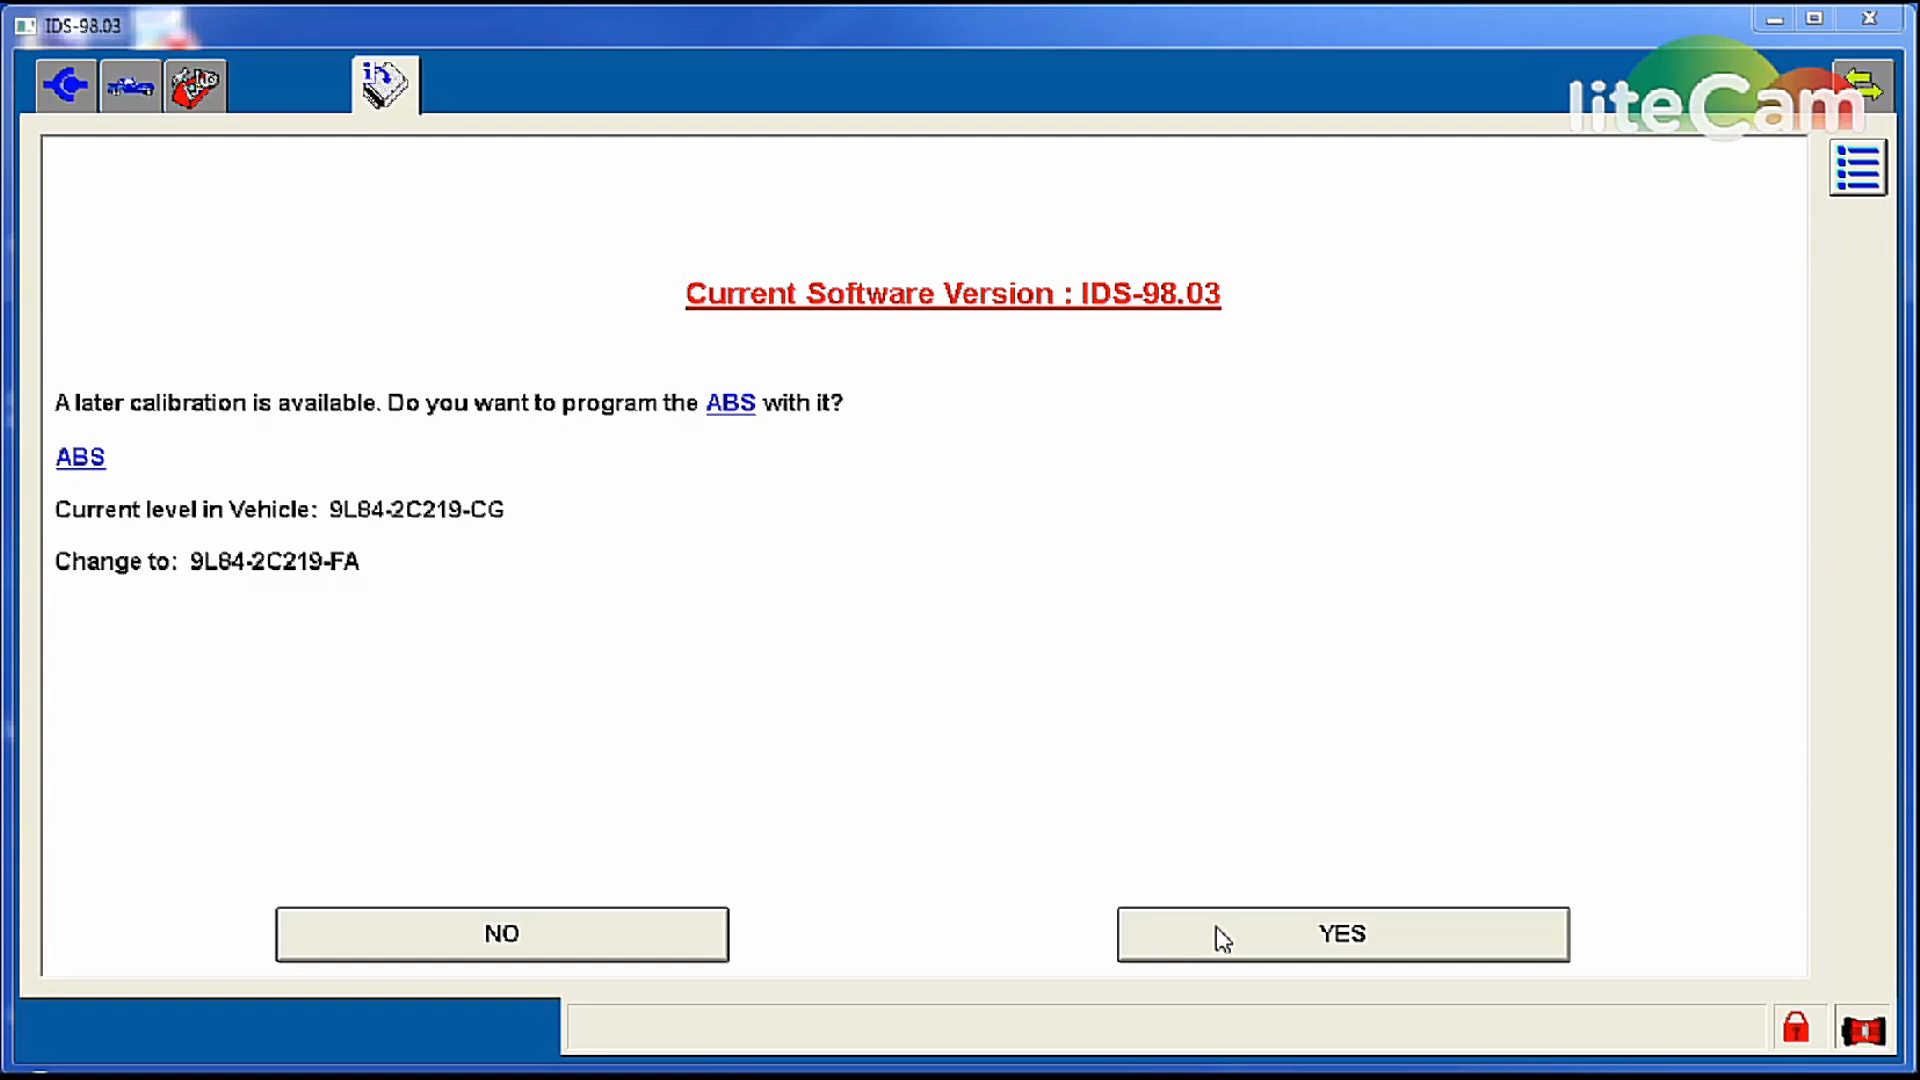 IDS-98.03
liteCam
Current Software Version : IDS-98.03
A later calibration is available. Do you want to program the ABS with it?
ABS
Current level in Vehicle: 9L84-2C219-CG
Change to: 9L84-2C219-FA
NO
YES